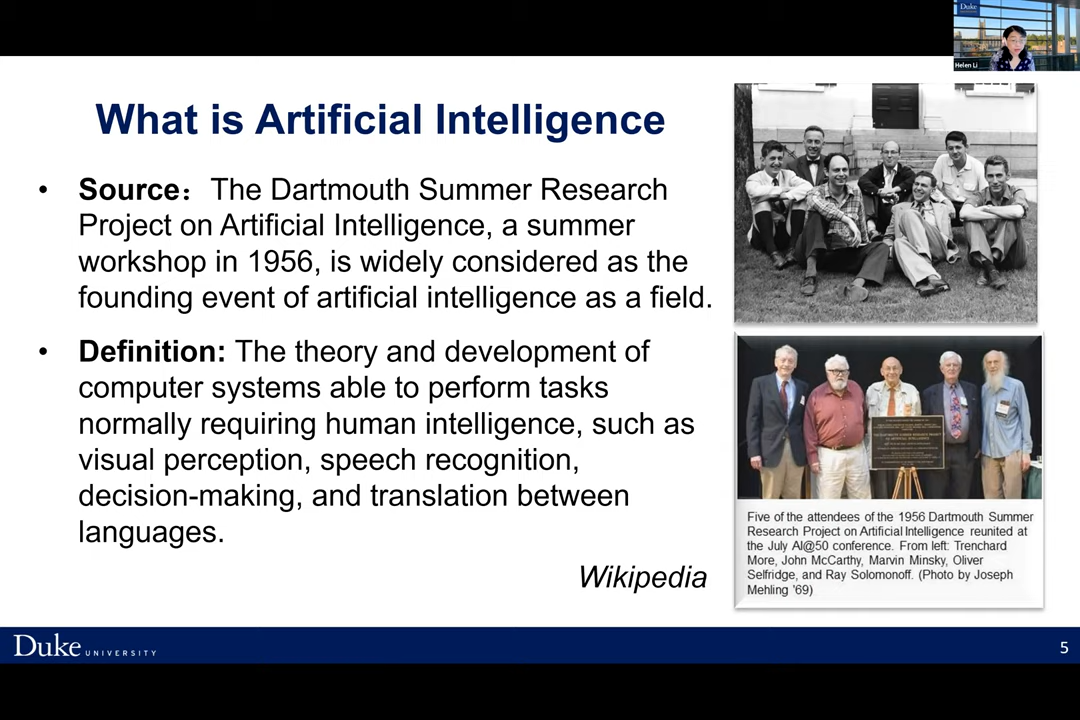 Duke
Helen Li
What is Artificial Intelligence
• Source：The Dartmouth Summer Research
Project on Artificial Intelligence, a summer
workshop in 1956, is widely considered as the
founding event of artificial intelligence as a field.
• Definition: The theory and development of
computer systems able to perform tasks
normally requiring human intelligence, such as
visual perception, speech recognition,
decision-making, and translation between
languages.
Wikipedia
Five of the attendees of the 1956 Dartmouth Summer
Research Project on Artificial Intelligence reunited at
the July AI@50 conference. From left: Trenchard
More, John McCarthy, Marvin Minsky, Oliver
Selfridge, and Ray Solomonoff. (Photo by Joseph
Mehling '69)
Duke UNIVERSITY
5